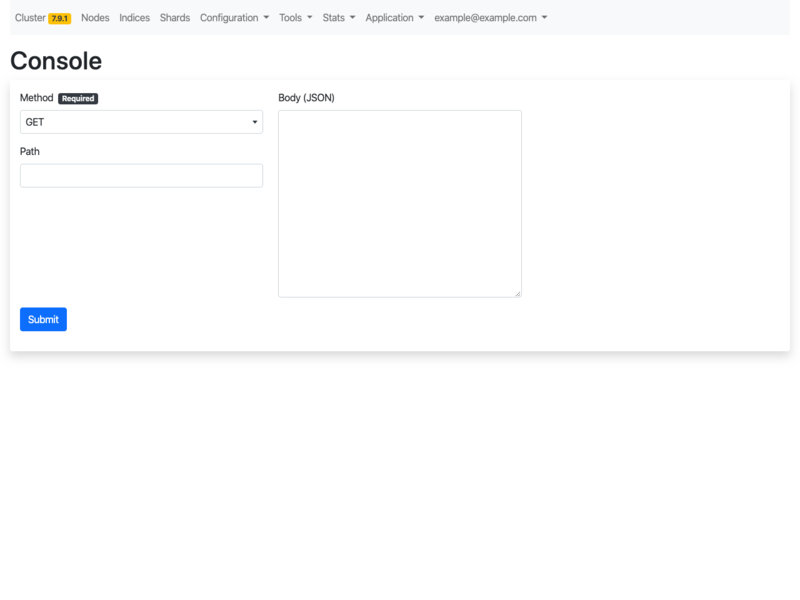 Cluster 7.9.1 Nodes Indices Shards Configuration Tools Stats Application example@example.com
Console
Method Required
GET
Path
Body (JSON)
Submit